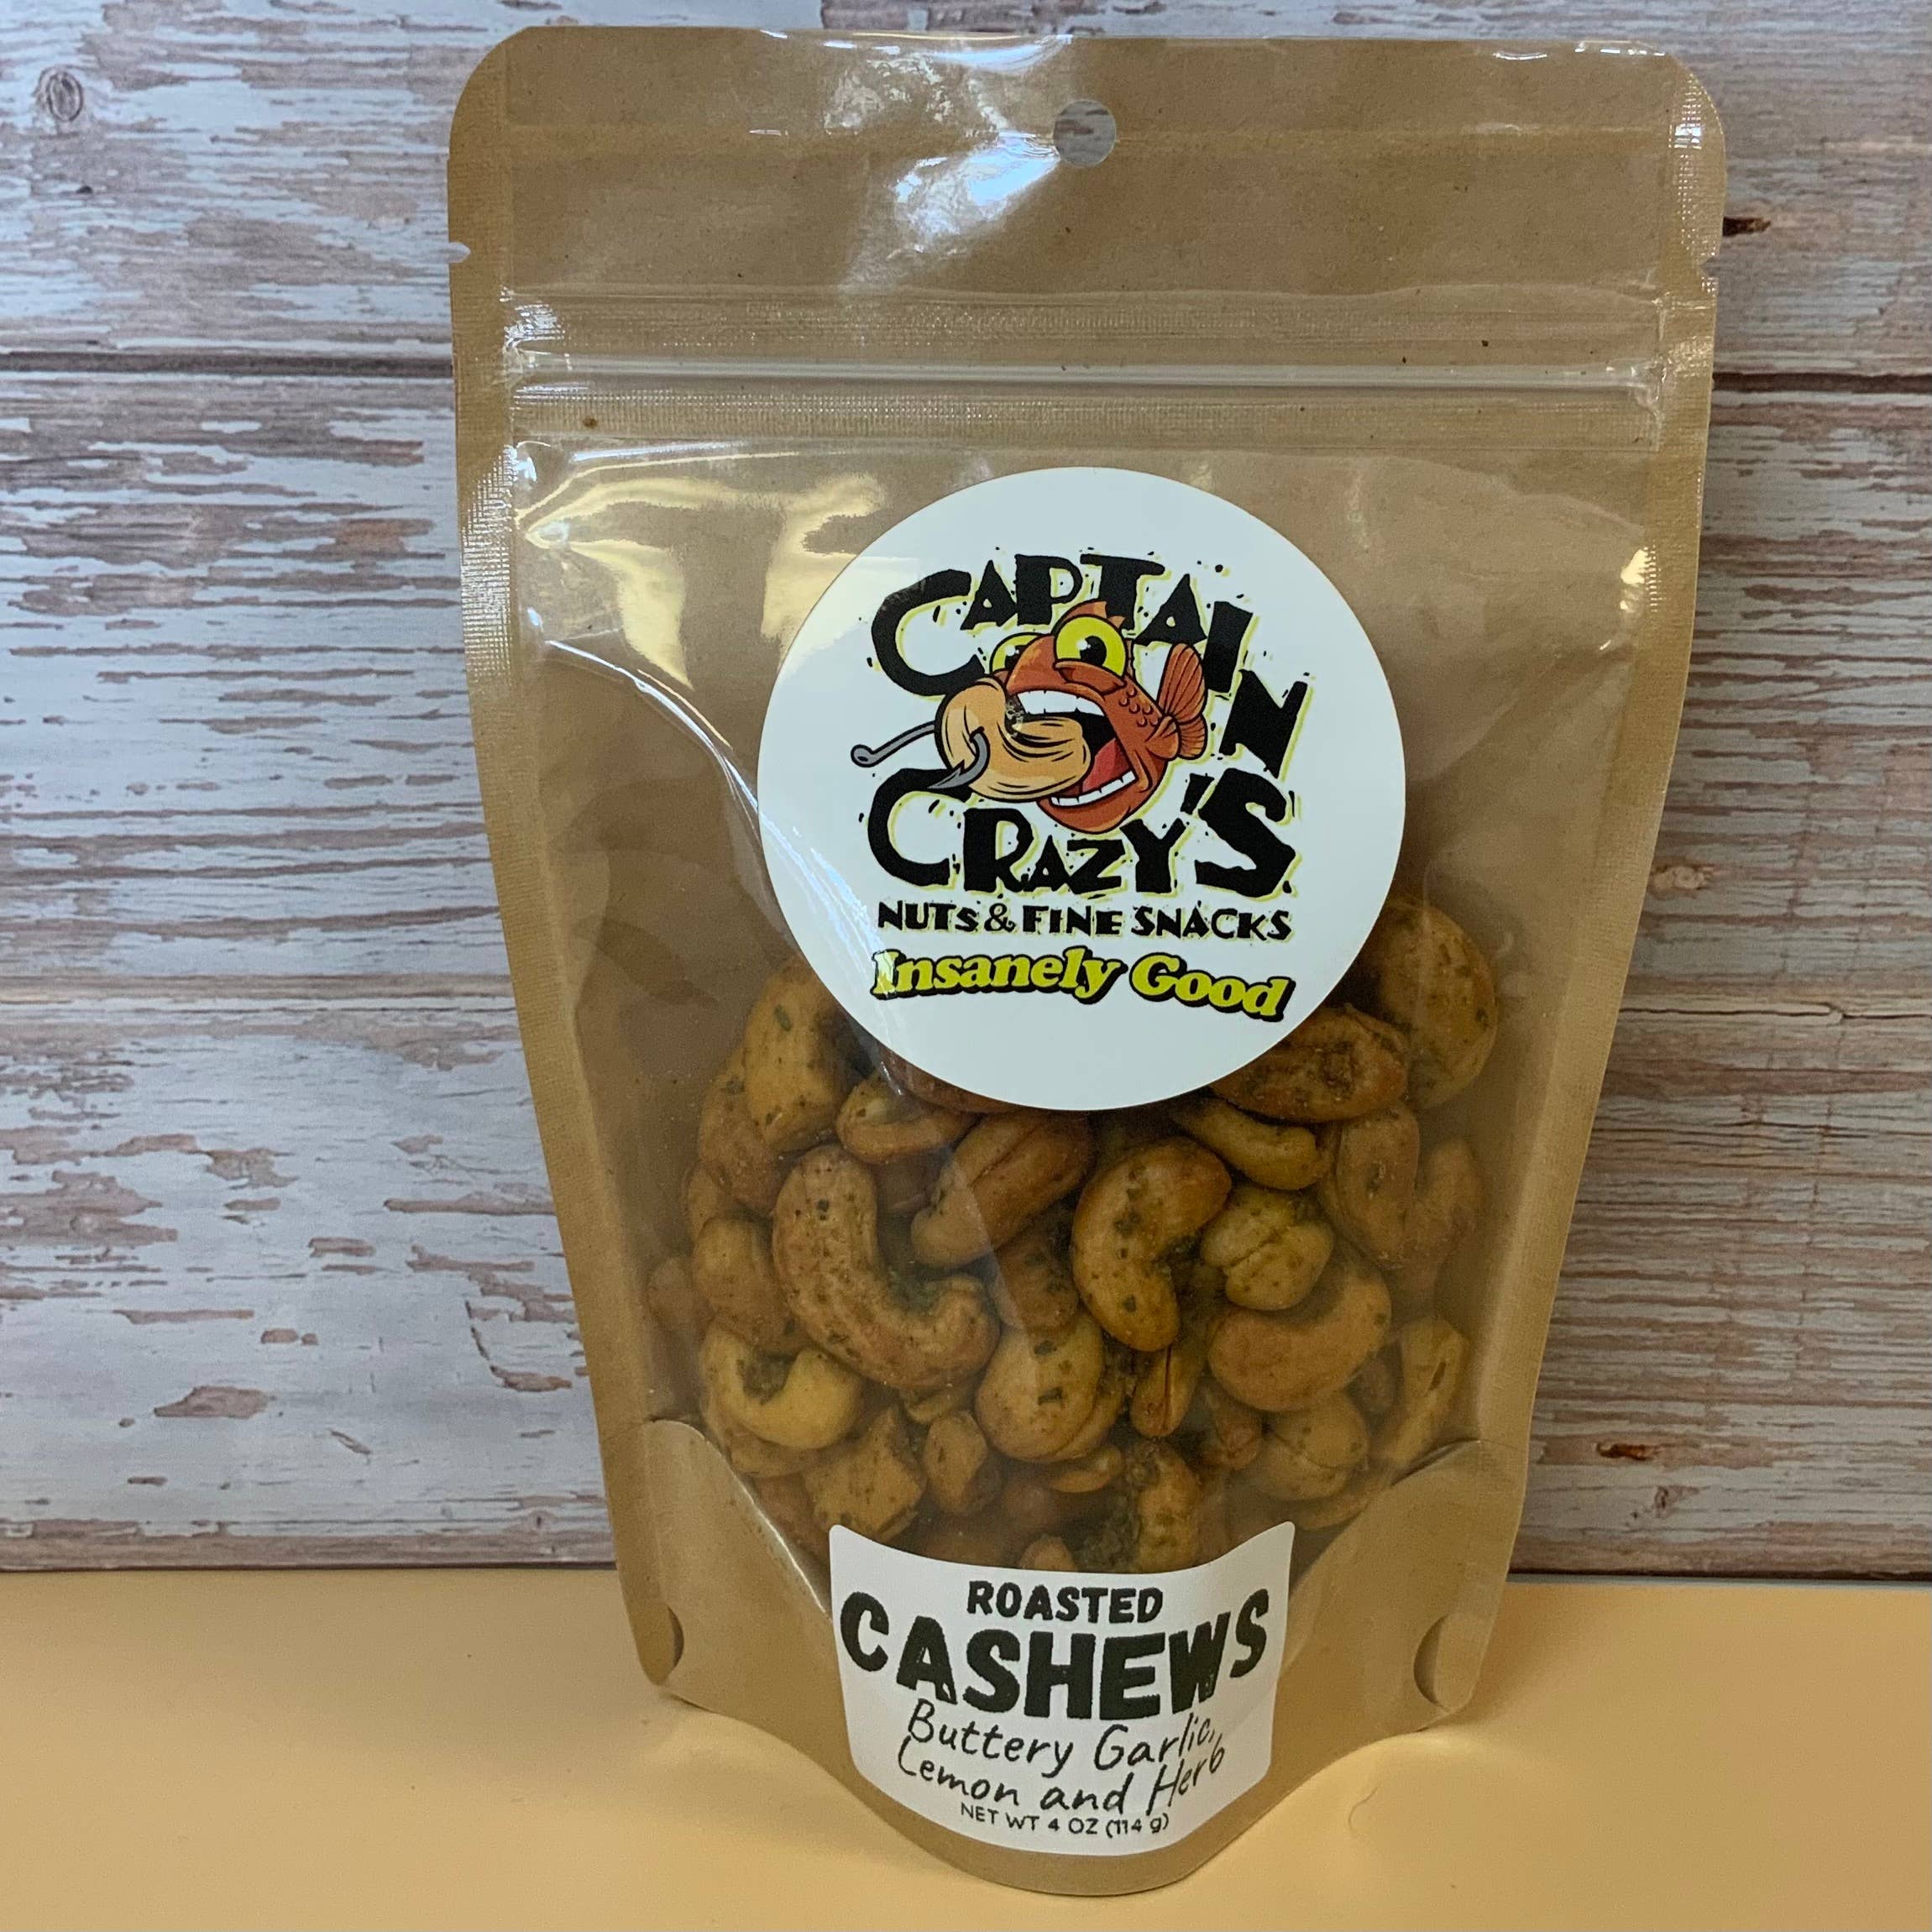 CAPTAIN
CRAZY'S
NUTS & FINE SNACKS
Insanely Good
ROASTED
CASHEWS
Buttery Garlic,
Lemon and Herb
NET WT 4 OZ (114 g)